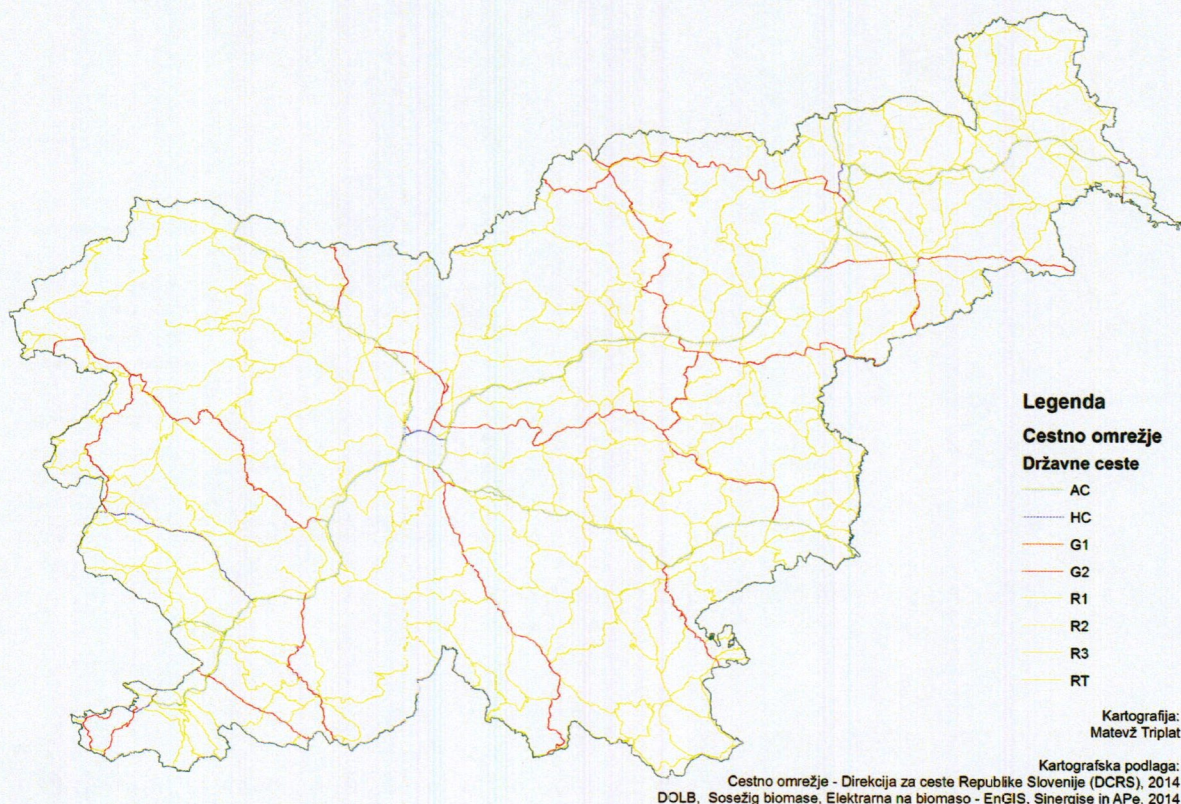 Legenda
Cestno omrežje
Državne ceste
AC
HC
G1
G2
R1
R2
R3
RT
Kartografija:
Matevž Triplat
Kartografska podlaga:
Cestno omrežje - Direkcija za ceste Republike Slovenije (DCRS), 2014
DOLB, Sosežig biomase, Elektrarna na biomaso - EnGIS, Sinergise in APe, 2014